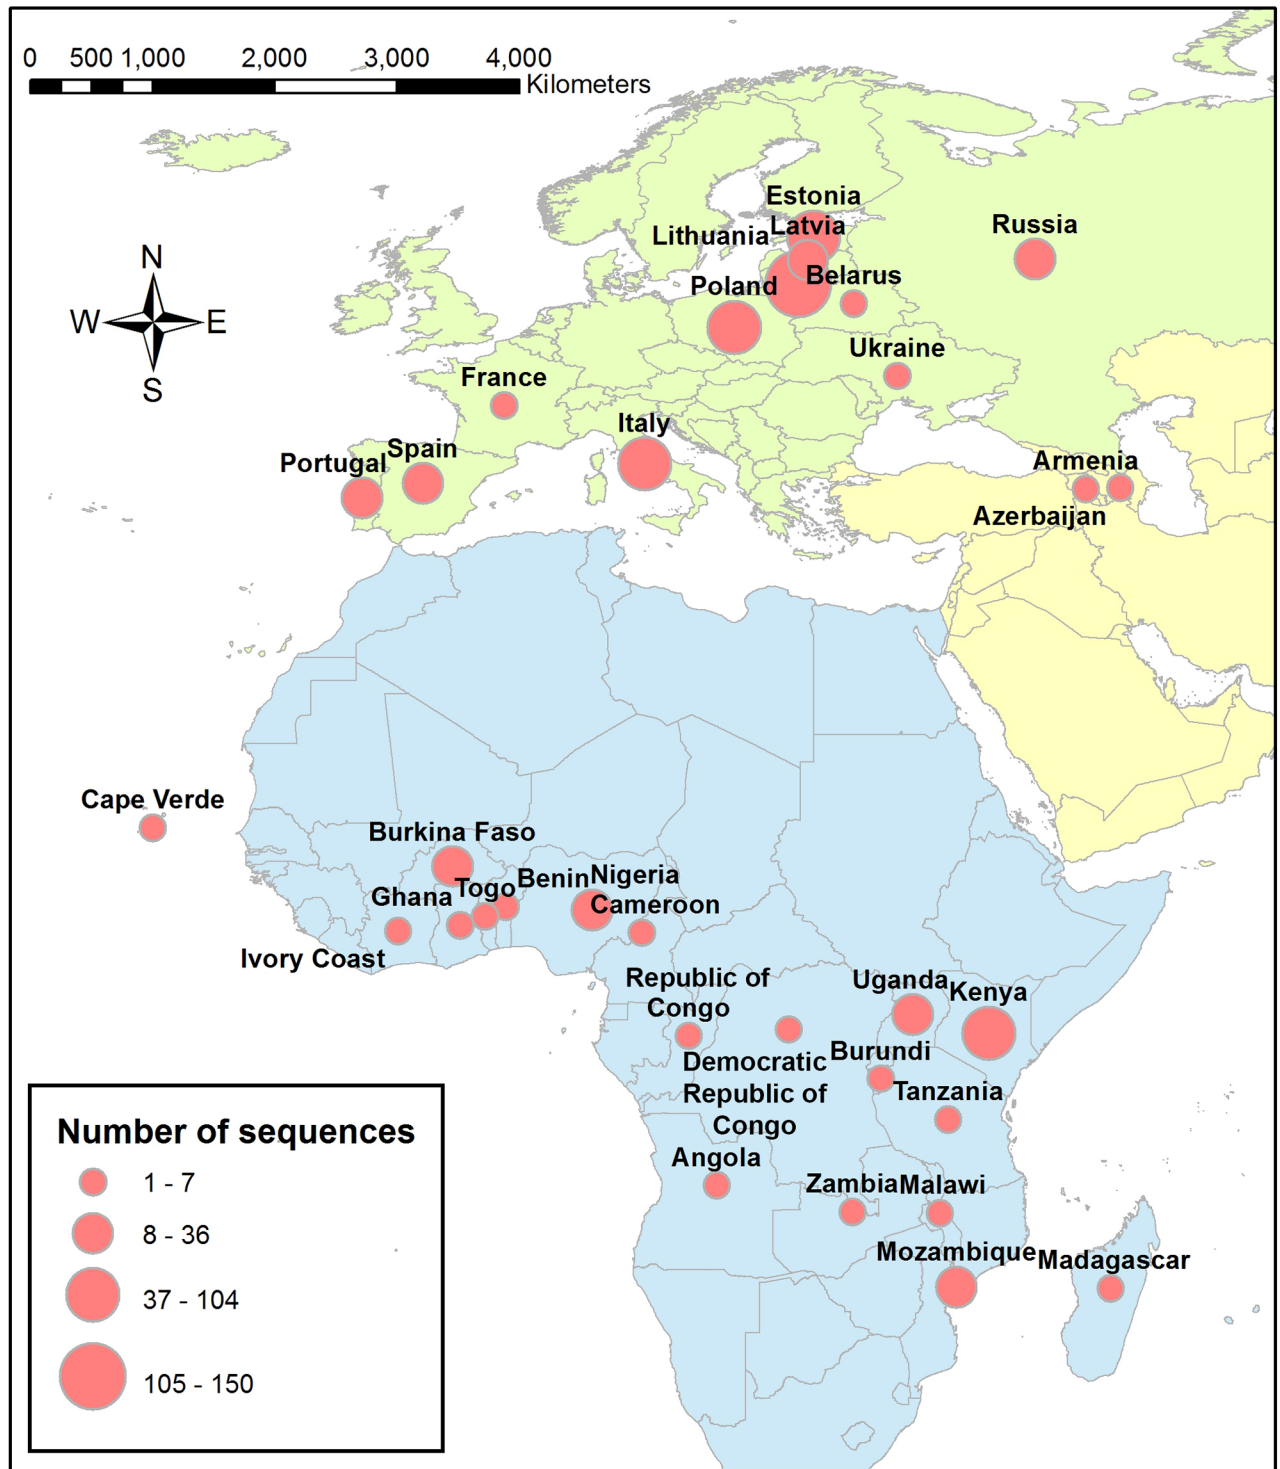 0 500 1,000 2,000 3,000 4,000
Kilometers
N
W E
S
Estonia
Latvia
Lithuania
Russia
Belarus
Poland
Ukraine
France
Italy
Spain
Portugal
Armenia
Azerbaijan
Cape Verde
Burkina Faso
Ghana
Togo
Benin
Nigeria
Cameroon
Ivory Coast
Republic of
Congo
Uganda
Kenya
Democratic
Republic of
Congo
Burundi
Tanzania
Angola
Zambia
Malawi
Mozambique
Madagascar
Number of sequences
1 - 7
8 - 36
37 - 104
105 - 150